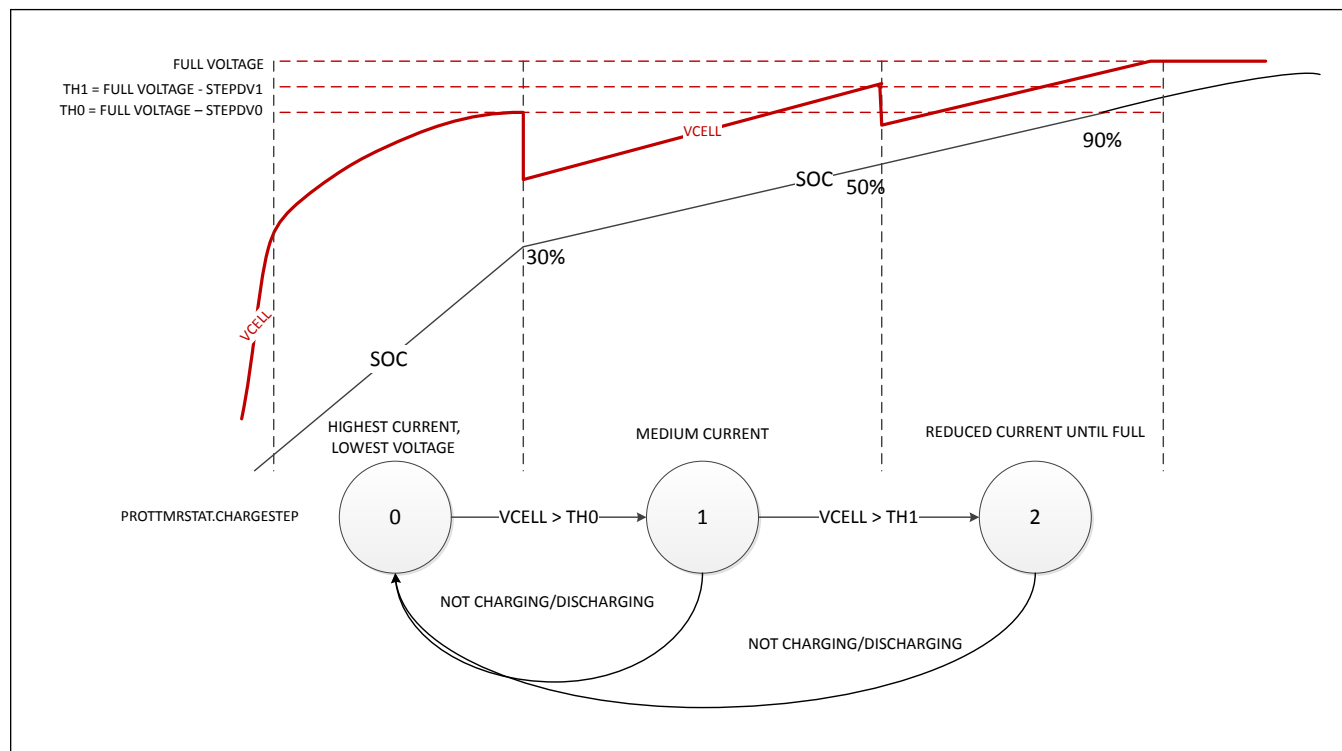 FULL VOLTAGE
TH1 = FULL VOLTAGE - STEPDV1
TH0 = FULL VOLTAGE – STEPDV0
VCELL
90%
SOC
50%
30%
VCELL
SOC
HIGHEST CURRENT,
LOWEST VOLTAGE
MEDIUM CURRENT
REDUCED CURRENT UNTIL FULL
PROTTMRSTAT.CHARGESTEP
0
VCELL > TH0
1
VCELL > TH1
2
NOT CHARGING/DISCHARGING
NOT CHARGING/DISCHARGING